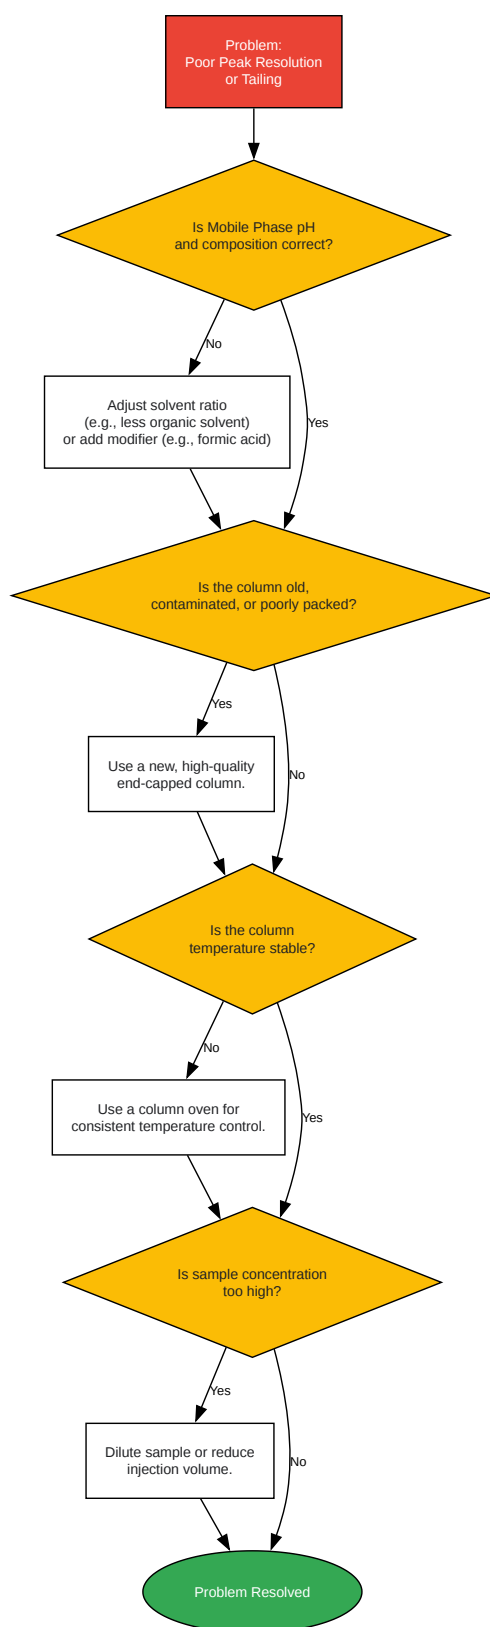 Problem:
Poor Peak Resolution
or Tailing
Is Mobile Phase pH
and composition correct?
No
Adjust solvent ratio
(e.g., less organic solvent)
or add modifier (e.g., formic acid)
Yes
Is the column old,
contaminated, or poorly packed?
Yes
Use a new, high-quality
end-capped column.
No
Is the column
temperature stable?
No
Use a column oven for
consistent temperature control.
Yes
Is sample concentration
too high?
Yes
Dilute sample or reduce
injection volume.
No
Problem Resolved